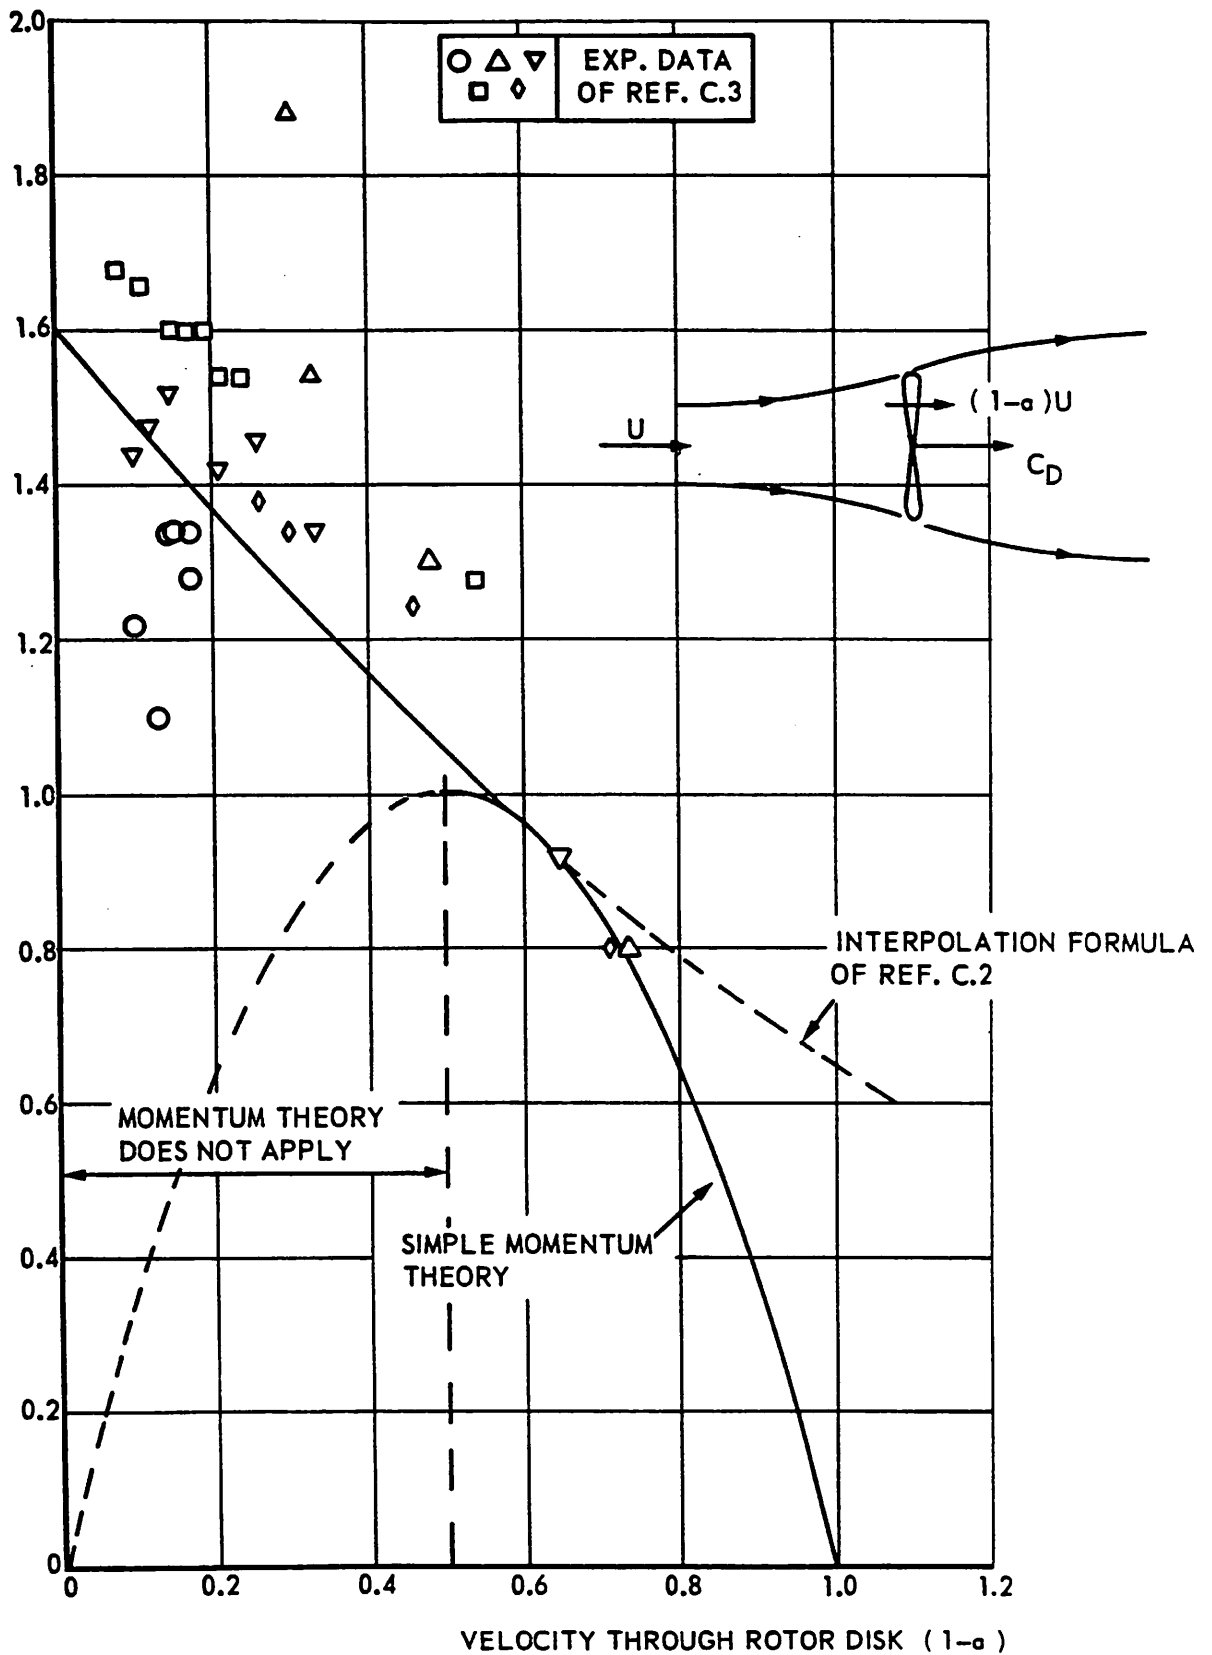 2.0
EXP. DATA
OF REF. C.3
1.8
1.6
(1-a)U
U
C_D
1.4
1.2
1.0
INTERPOLATION FORMULA
OF REF. C.2
0.8
0.6
MOMENTUM THEORY
DOES NOT APPLY
SIMPLE MOMENTUM
THEORY
0.4
0.2
0
0 0.2 0.4 0.6 0.8 1.0 1.2
VELOCITY THROUGH ROTOR DISK (1-a)